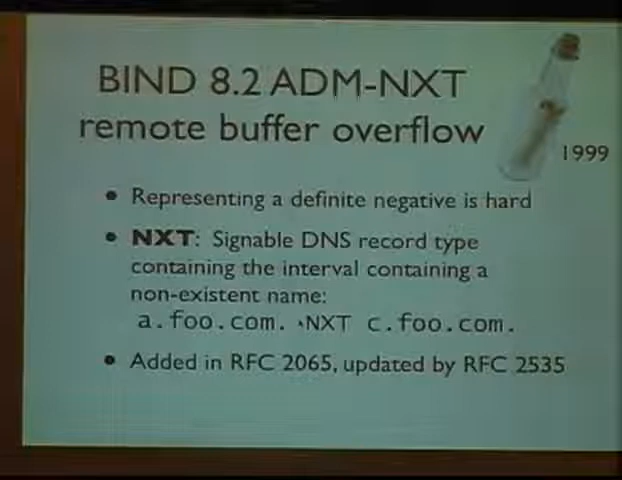 BIND 8.2 ADM-NXT
remote buffer overflow
1999
• Representing a definite negative is hard
• NXT: Signable DNS record type
containing the interval containing a
non-existent name:
a.foo.com. NXT c.foo.com.
• Added in RFC 2065, updated by RFC 2535